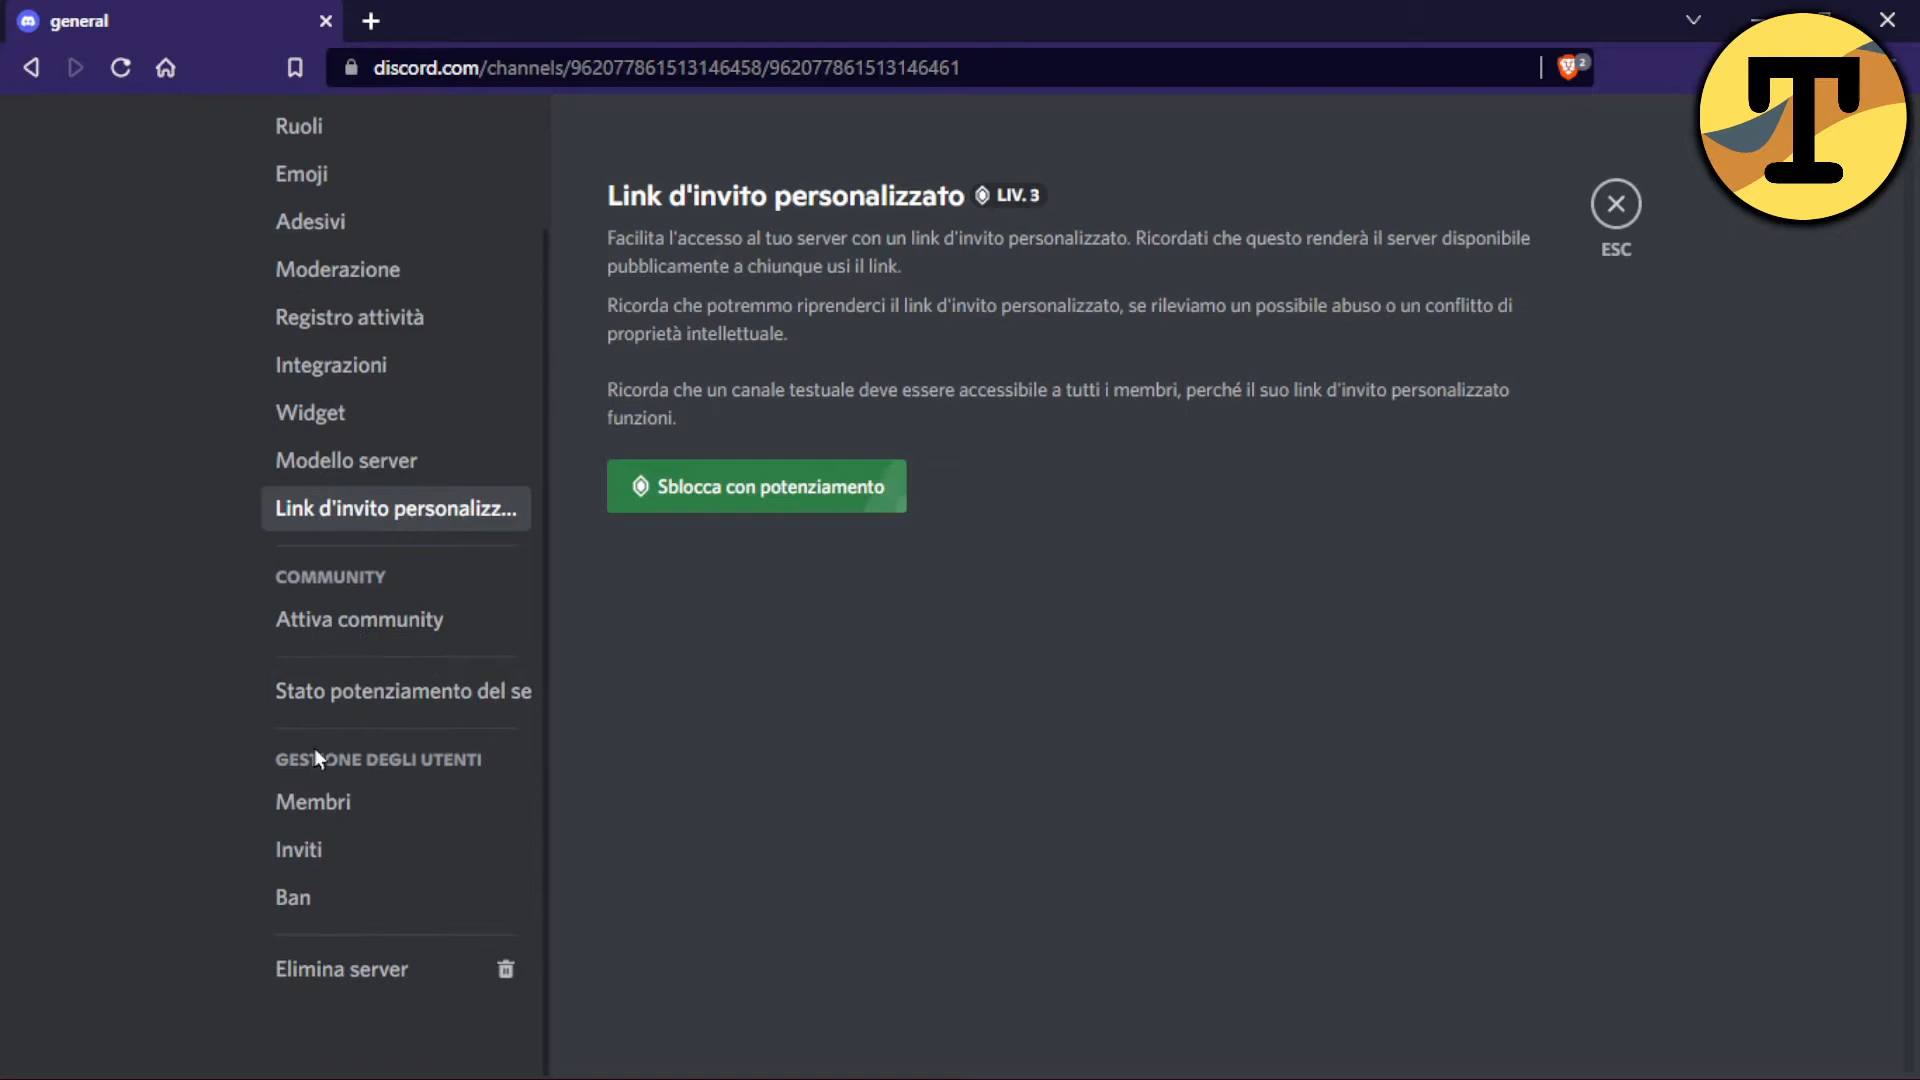 general
discord.com/channels/962077861513146458/962077861513146461
2
T
Ruoli
Emoji
Adesivi
Moderazione
Registro attività
Integrazioni
Widget
Modello server
Link d'invito personalizz...
COMMUNITY
Attiva community
Stato potenziamento del se
GESTIONE DEGLI UTENTI
Membri
Inviti
Ban
Elimina server
Link d'invito personalizzato LIV. 3
Facilita l'accesso al tuo server con un link d'invito personalizzato. Ricordati che questo renderà il server disponibile
pubblicamente a chiunque usi il link.
Ricorda che potremmo riprenderci il link d'invito personalizzato, se rileviamo un possibile abuso o un conflitto di
proprietà intellettuale.
Ricorda che un canale testuale deve essere accessibile a tutti i membri, perché il suo link d'invito personalizzato
funzioni.
Sblocca con potenziamento
ESC